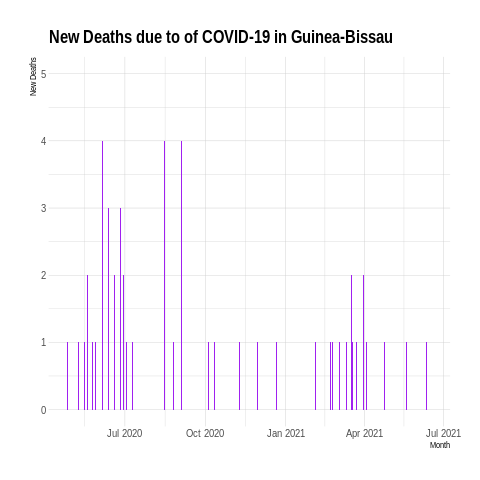 New Deaths due to of COVID-19 in Guinea-Bissau
New Deaths
5
4
3
2
1
0
Jul 2020 Oct 2020 Jan 2021 Apr 2021 Jul 2021
Month